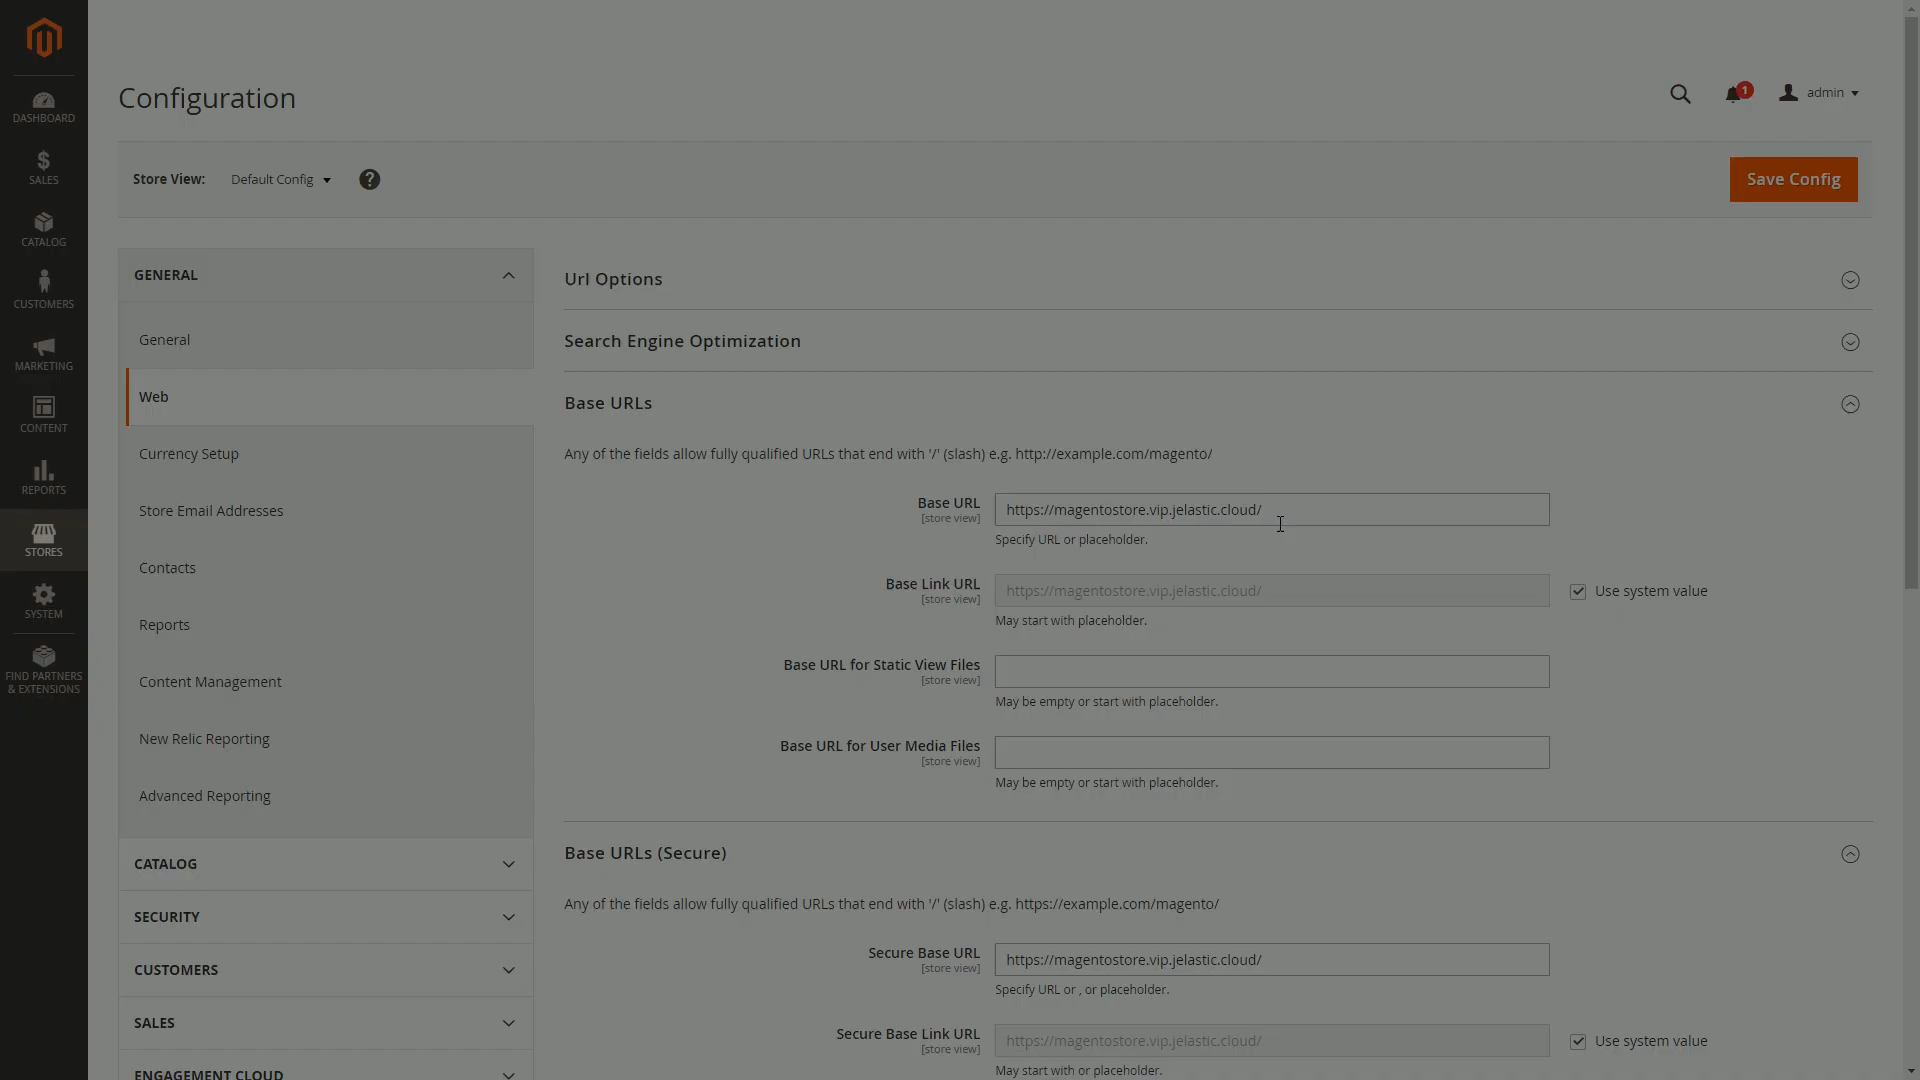 DASHBOARD
SALES
CATALOG
CUSTOMERS
MARKETING
CONTENT
REPORTS
STORES
SYSTEM
FIND PARTNERS
& EXTENSIONS
Configuration
1
admin
Store View:
Default Config
?
Save Config
GENERAL
General
Web
Currency Setup
Store Email Addresses
Contacts
Reports
Content Management
New Relic Reporting
Advanced Reporting
CATALOG
SECURITY
CUSTOMERS
SALES
ENGAGEMENT CLOUD
Url Options
Search Engine Optimization
Base URLs
Any of the fields allow fully qualified URLs that end with '/' (slash) e.g. http://example.com/magento/
Base URL
[store view]
https://magentostore.vip.jelastic.cloud/
Specify URL or placeholder.
Base Link URL
[store view]
https://magentostore.vip.jelastic.cloud/
Use system value
May start with placeholder.
Base URL for Static View Files
[store view]
May be empty or start with placeholder.
Base URL for User Media Files
[store view]
May be empty or start with placeholder.
Base URLs (Secure)
Any of the fields allow fully qualified URLs that end with '/' (slash) e.g. https://example.com/magento/
Secure Base URL
[store view]
https://magentostore.vip.jelastic.cloud/
Specify URL or , or placeholder.
Secure Base Link URL
[store view]
https://magentostore.vip.jelastic.cloud/
Use system value
May start with or placeholder.